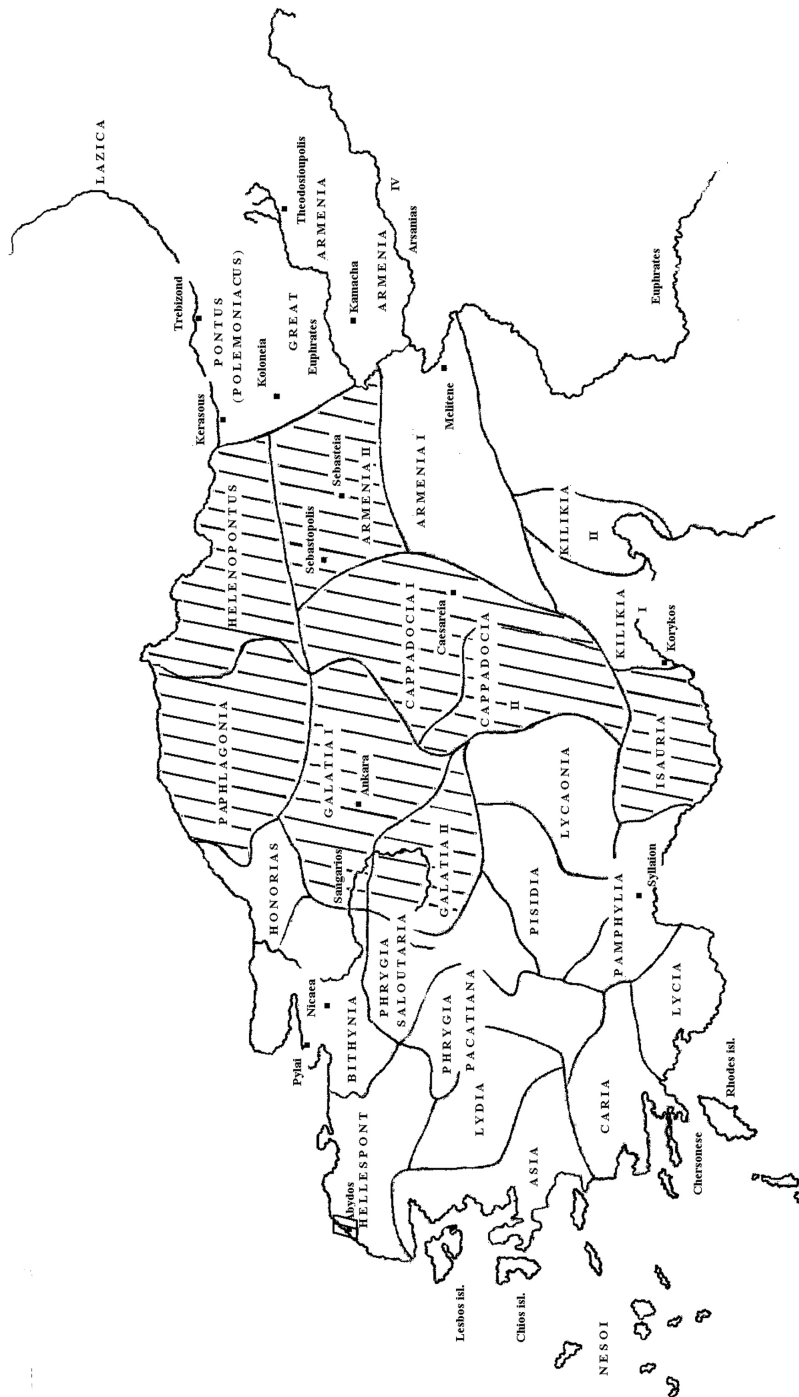 LAZICA
Trebizond
PONTUS
(POLEMONIACUS)
Kerasous
Koloneia
GREAT
ARMENIA
Theodosioupolis
Euphrates
Kamacha
ARMENIA
IV
Arsanias
Euphrates
HELENOPONTUS
Sebastopolis
Sebasteia
ARMENIA II
ARMENIA I
Melitene
PAPHLAGONIA
GALATIA I
Ankara
CAPPADOCIA I
Caesareia
CAPPADOCIA
II
KILIKIA
II
KILIKIA
I
Korykos
HONORIAS
Sangarios
GALATIA II
LYCAONIA
ISAURIA
Nicaea
Pylai
BITHYNIA
PHRYGIA
SALOUTARIA
PHRYGIA
PACATIANA
PISIDIA
PAMPHYLIA
Syllaion
LYCIA
Abydos
HELLESPONT
LYDIA
ASIA
CARIA
Rhodes isl.
Chersonese
Lesbos isl.
Chios isl.
NESOI